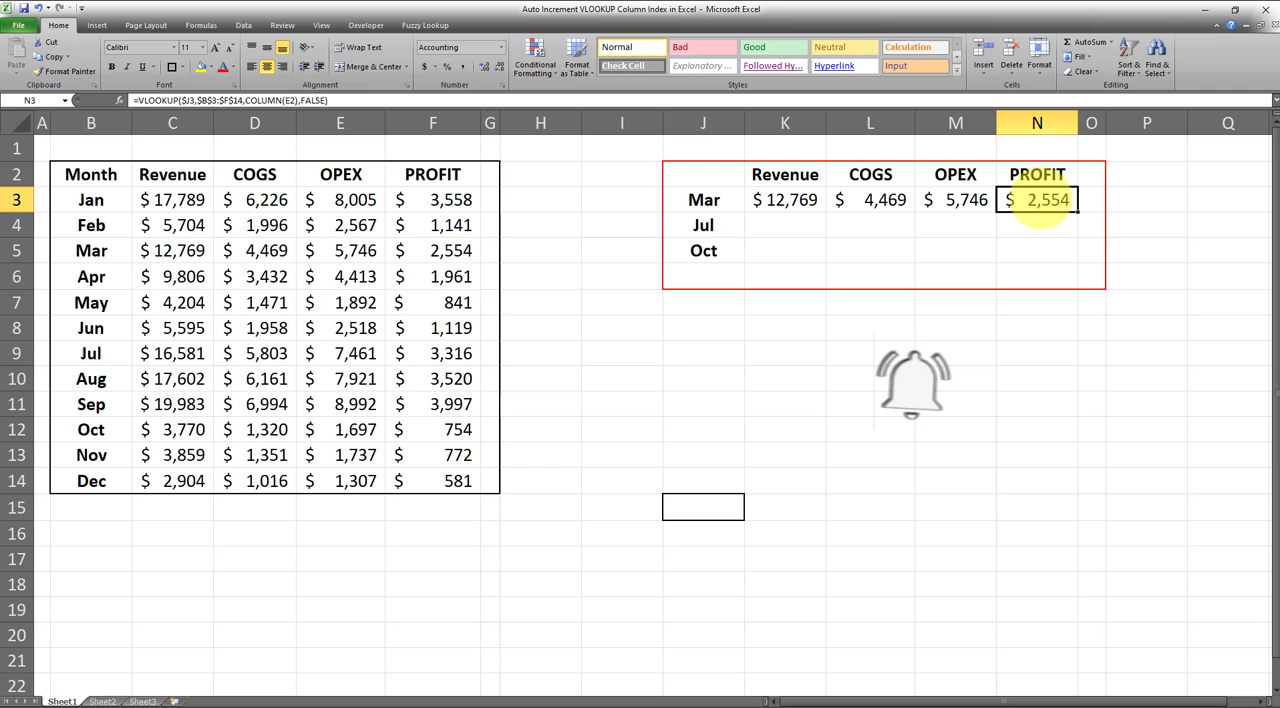 Auto Increment VLOOKUP Column Index in Excel - Microsoft Excel
File Home Insert Page Layout Formulas Data Review View Developer Fuzzy Lookup
Paste Cut Copy Format Painter
Clipboard
Calibri 11
B I U
Font
Wrap Text
Merge & Center
Alignment
Accounting
$ % ,
Number
Conditional Formatting Format as Table
Normal Bad Good Neutral Calculation
Check Cell Explanatory ... Followed Hy... Hyperlink Input
Styles
Insert Delete Format
Cells
AutoSum Fill Clear
Sort & Filter Find & Select
Editing
N3 fx =VLOOKUP($J3,$B$3:$F$14,COLUMN(E2),FALSE)
A B C D E F G H I J K L M N O P Q
1
2 Month Revenue COGS OPEX PROFIT Revenue COGS OPEX PROFIT
3 Jan $ 17,789 $ 6,226 $ 8,005 $ 3,558 Mar $ 12,769 $ 4,469 $ 5,746 $ 2,554
4 Feb $ 5,704 $ 1,996 $ 2,567 $ 1,141 Jul
5 Mar $ 12,769 $ 4,469 $ 5,746 $ 2,554 Oct
6 Apr $ 9,806 $ 3,432 $ 4,413 $ 1,961
7 May $ 4,204 $ 1,471 $ 1,892 $ 841
8 Jun $ 5,595 $ 1,958 $ 2,518 $ 1,119
9 Jul $ 16,581 $ 5,803 $ 7,461 $ 3,316
10 Aug $ 17,602 $ 6,161 $ 7,921 $ 3,520
11 Sep $ 19,983 $ 6,994 $ 8,992 $ 3,997
12 Oct $ 3,770 $ 1,320 $ 1,697 $ 754
13 Nov $ 3,859 $ 1,351 $ 1,737 $ 772
14 Dec $ 2,904 $ 1,016 $ 1,307 $ 581
15
16
17
18
19
20
21
22
Sheet1 Sheet2 Sheet3